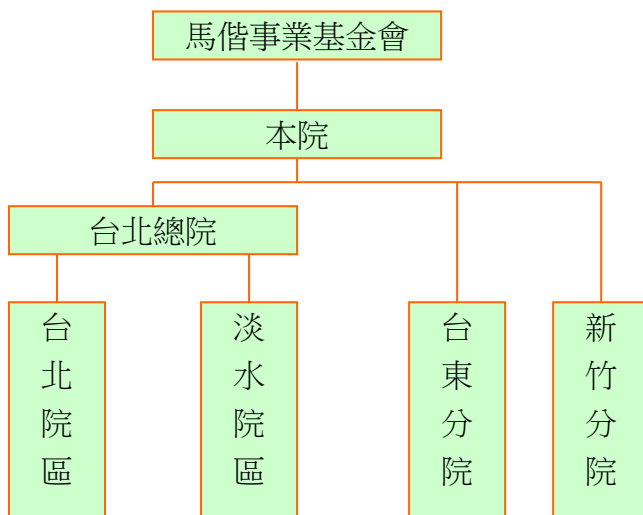 馬偕事業基金會
本院
台北總院
台北院區
淡水院區
台東分院
新竹分院